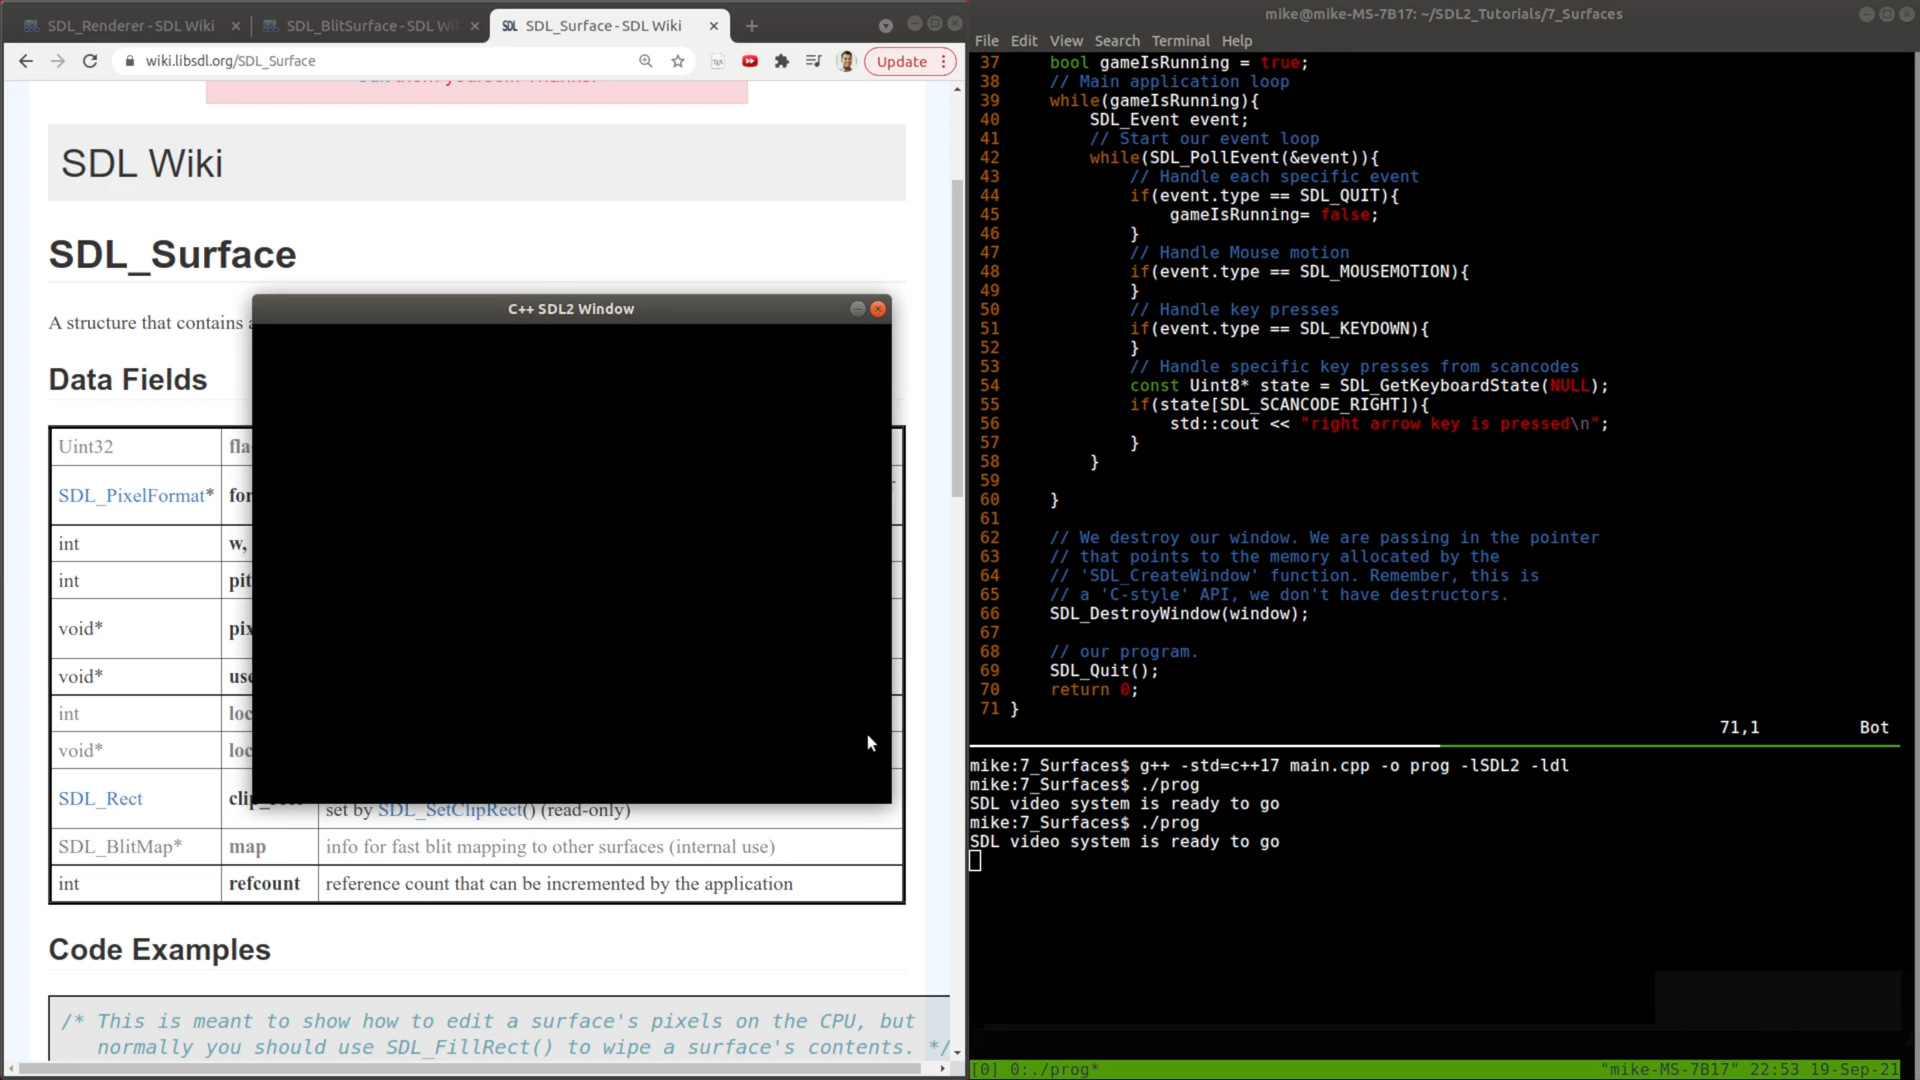 SDL_Renderer - SDL Wiki
SDL_BlitSurface - SDL Wi
SDL SDL_Surface - SDL Wiki
wiki.libsdl.org/SDL_Surface
Update
SDL Wiki
SDL_Surface
A structure that contains a
Data Fields
Uint32 fla
SDL_PixelFormat* for
int w,
int pit
void* pix
void* use
int loc
void* loc
SDL_Rect
set by SDL_SetClipRect() (read-only)
SDL_BlitMap* map info for fast blit mapping to other surfaces (internal use)
int refcount reference count that can be incremented by the application
Code Examples
/* This is meant to show how to edit a surface's pixels on the CPU, but
normally you should use SDL_FillRect() to wipe a surface's contents. */
C++ SDL2 Window
mike@mike-MS-7B17: ~/SDL2_Tutorials/7_Surfaces
File Edit View Search Terminal Help
37 bool gameIsRunning = true;
38 // Main application loop
39 while(gameIsRunning){
40 SDL_Event event;
41 // Start our event loop
42 while(SDL_PollEvent(&event)){
43 // Handle each specific event
44 if(event.type == SDL_QUIT){
45 gameIsRunning= false;
46 }
47 // Handle Mouse motion
48 if(event.type == SDL_MOUSEMOTION){
49 }
50 // Handle key presses
51 if(event.type == SDL_KEYDOWN){
52 }
53 // Handle specific key presses from scancodes
54 const Uint8* state = SDL_GetKeyboardState(NULL);
55 if(state[SDL_SCANCODE_RIGHT]){
56 std::cout << "right arrow key is pressed\n";
57 }
58 }
59
60 }
61
62 // We destroy our window. We are passing in the pointer
63 // that points to the memory allocated by the
64 // 'SDL_CreateWindow' function. Remember, this is
65 // a 'C-style' API, we don't have destructors.
66 SDL_DestroyWindow(window);
67
68 // our program.
69 SDL_Quit();
70 return 0;
71 }
71,1 Bot
mike:7_Surfaces$ g++ -std=c++17 main.cpp -o prog -lSDL2 -ldl
mike:7_Surfaces$ ./prog
SDL video system is ready to go
mike:7_Surfaces$ ./prog
SDL video system is ready to go
[0] 0:./prog* "mike-MS-7B17" 22:53 19-Sep-21